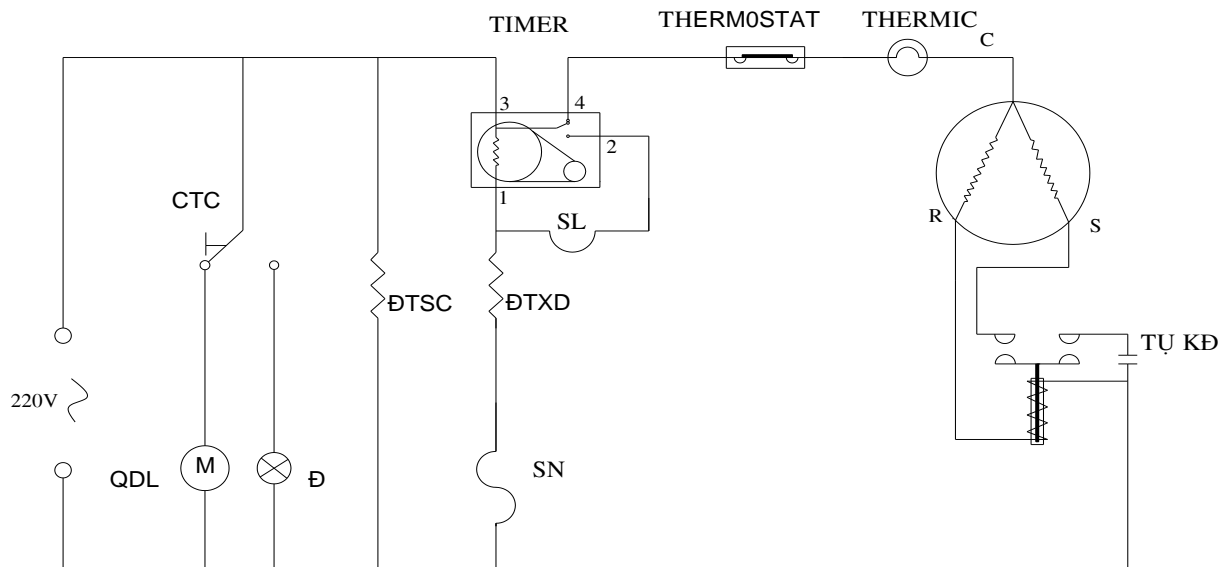 TIMER
THERM0STAT
THERMIC
C
3
4
2
1
CTC
SL
R
S
ĐTSC
ĐTXD
TỤ KĐ
220V
QDL
M
Đ
SN